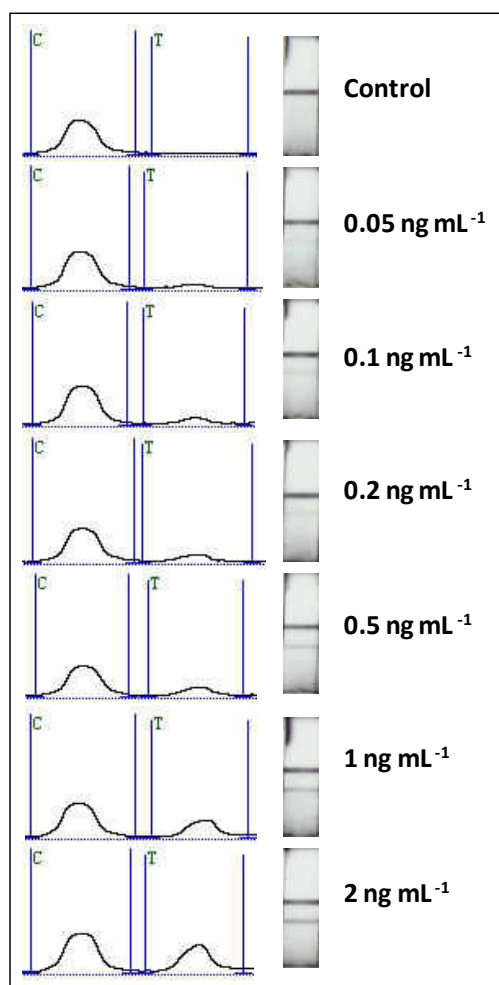 C T
Control
C T
0.05 ng mL-1
C T
0.1 ng mL-1
C T
0.2 ng mL-1
C T
0.5 ng mL-1
C T
1 ng mL-1
C T
2 ng mL-1